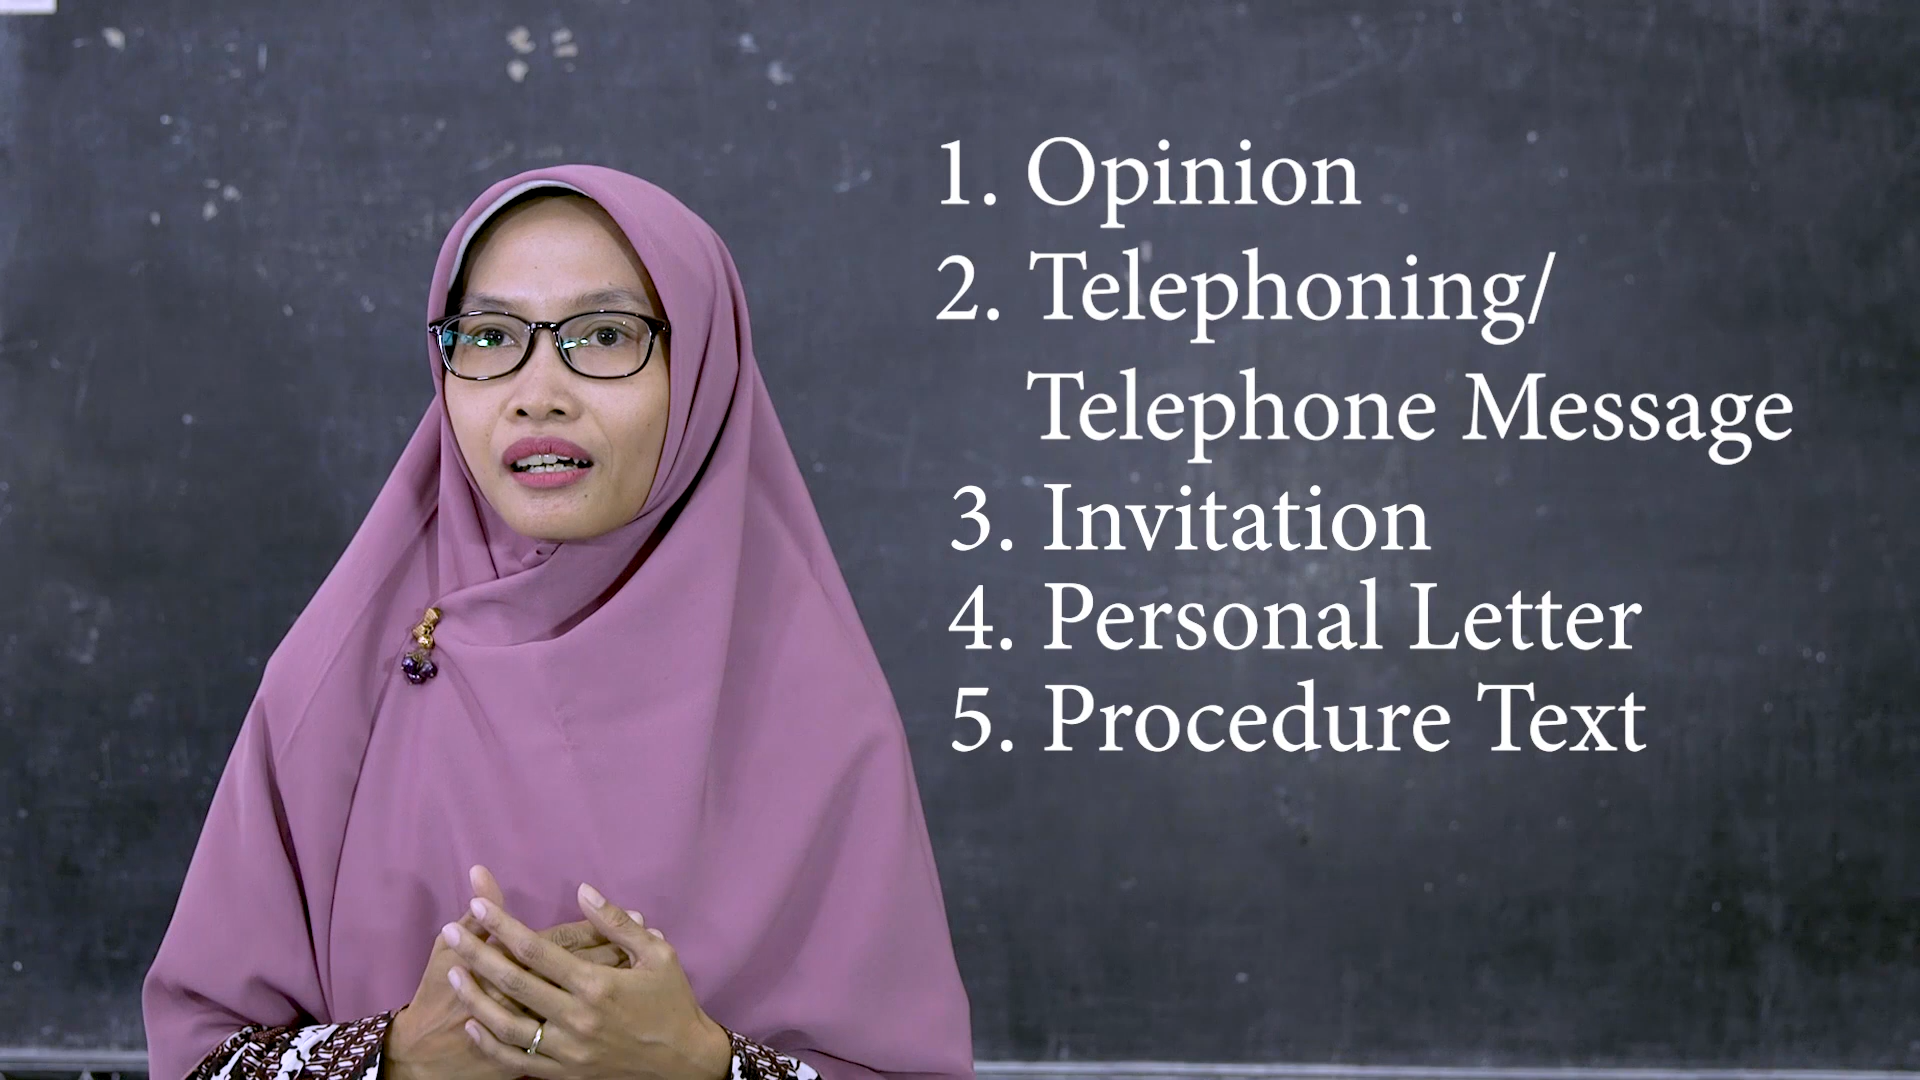 1. Opinion
2. Telephoning/
Telephone Message
3. Invitation
4. Personal Letter
5. Procedure Text